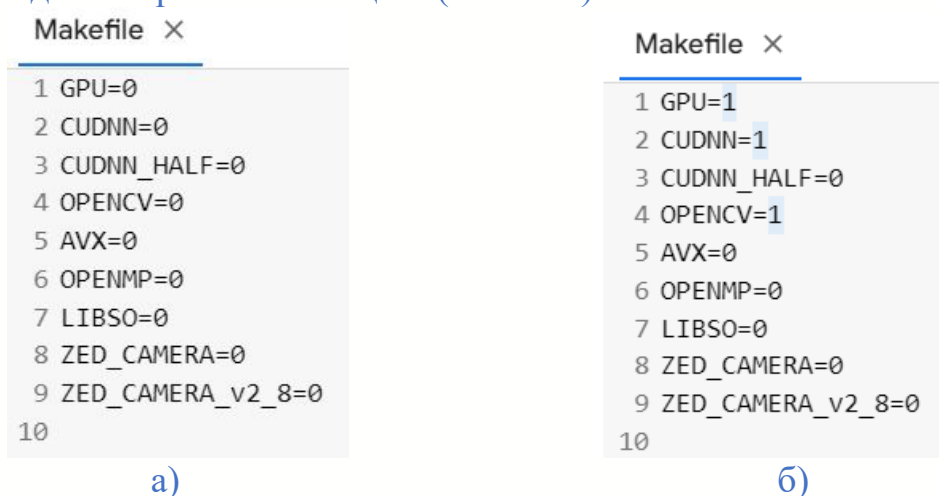 Makefile ×
1 GPU=0
2 CUDNN=0
3 CUDNN_HALF=0
4 OPENCV=0
5 AVX=0
6 OPENMP=0
7 LIBSO=0
8 ZED_CAMERA=0
9 ZED_CAMERA_v2_8=0
10
а)
Makefile ×
1 GPU=1
2 CUDNN=1
3 CUDNN_HALF=0
4 OPENCV=1
5 AVX=0
6 OPENMP=0
7 LIBSO=0
8 ZED_CAMERA=0
9 ZED_CAMERA_v2_8=0
10
б)